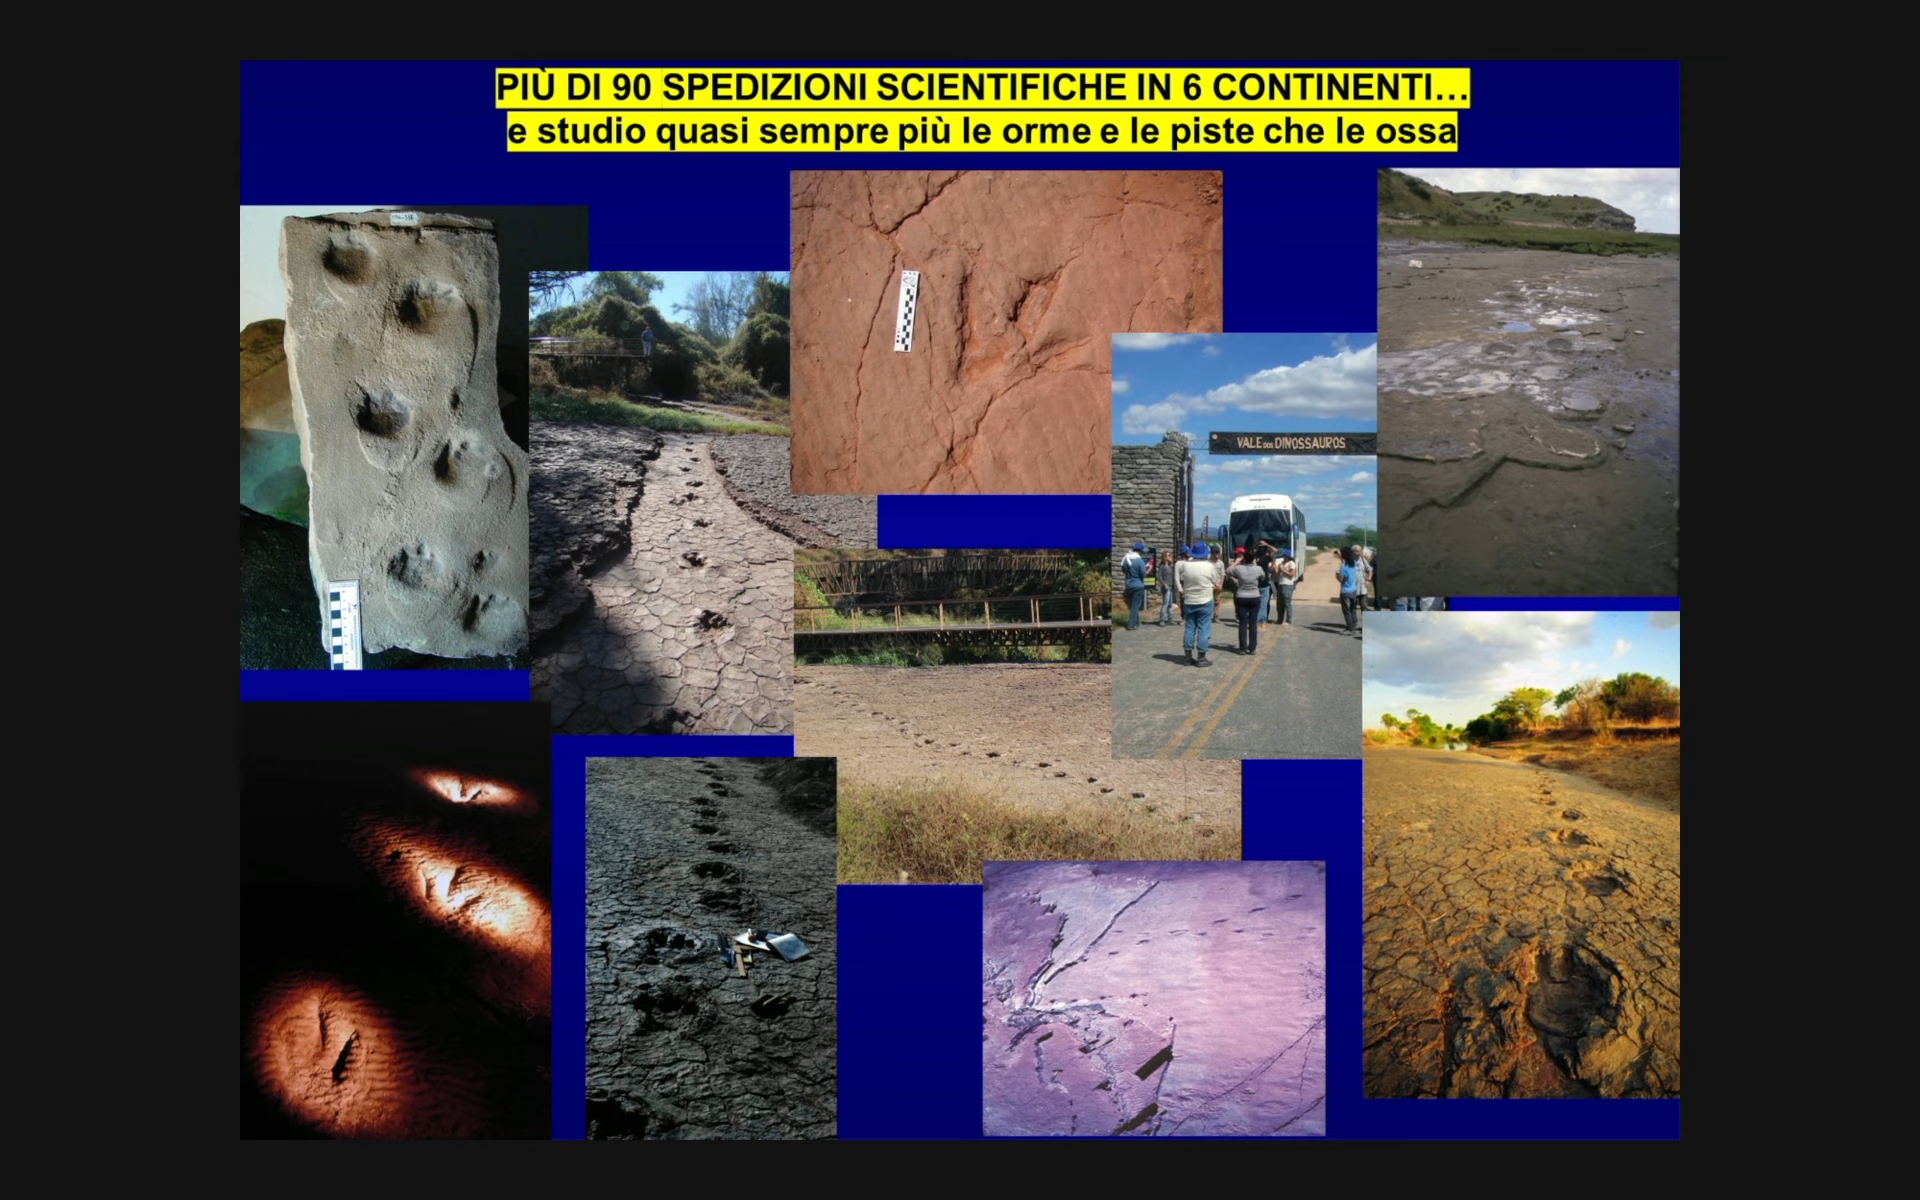 PIÙ DI 90 SPEDIZIONI SCIENTIFICHE IN 6 CONTINENTI...
e studio quasi sempre più le orme e le piste che le ossa
VALE DOS DINOSSAUROS